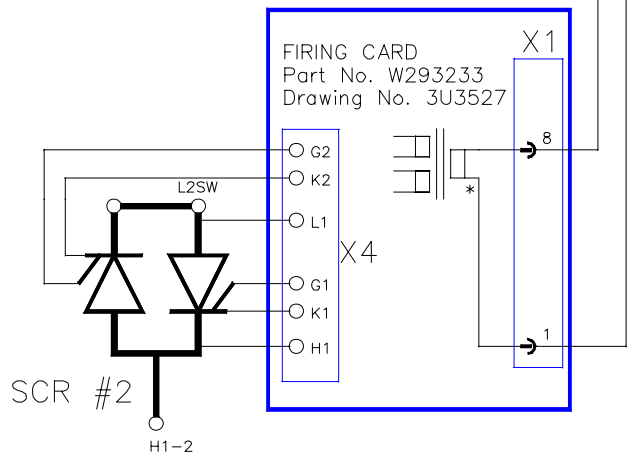 FIRING CARD
Part No. W293233
Drawing No. 3U3527
X1
8
G2
K2
L2SW
*
L1
X4
G1
K1
1
H1
SCR #2
H1-2